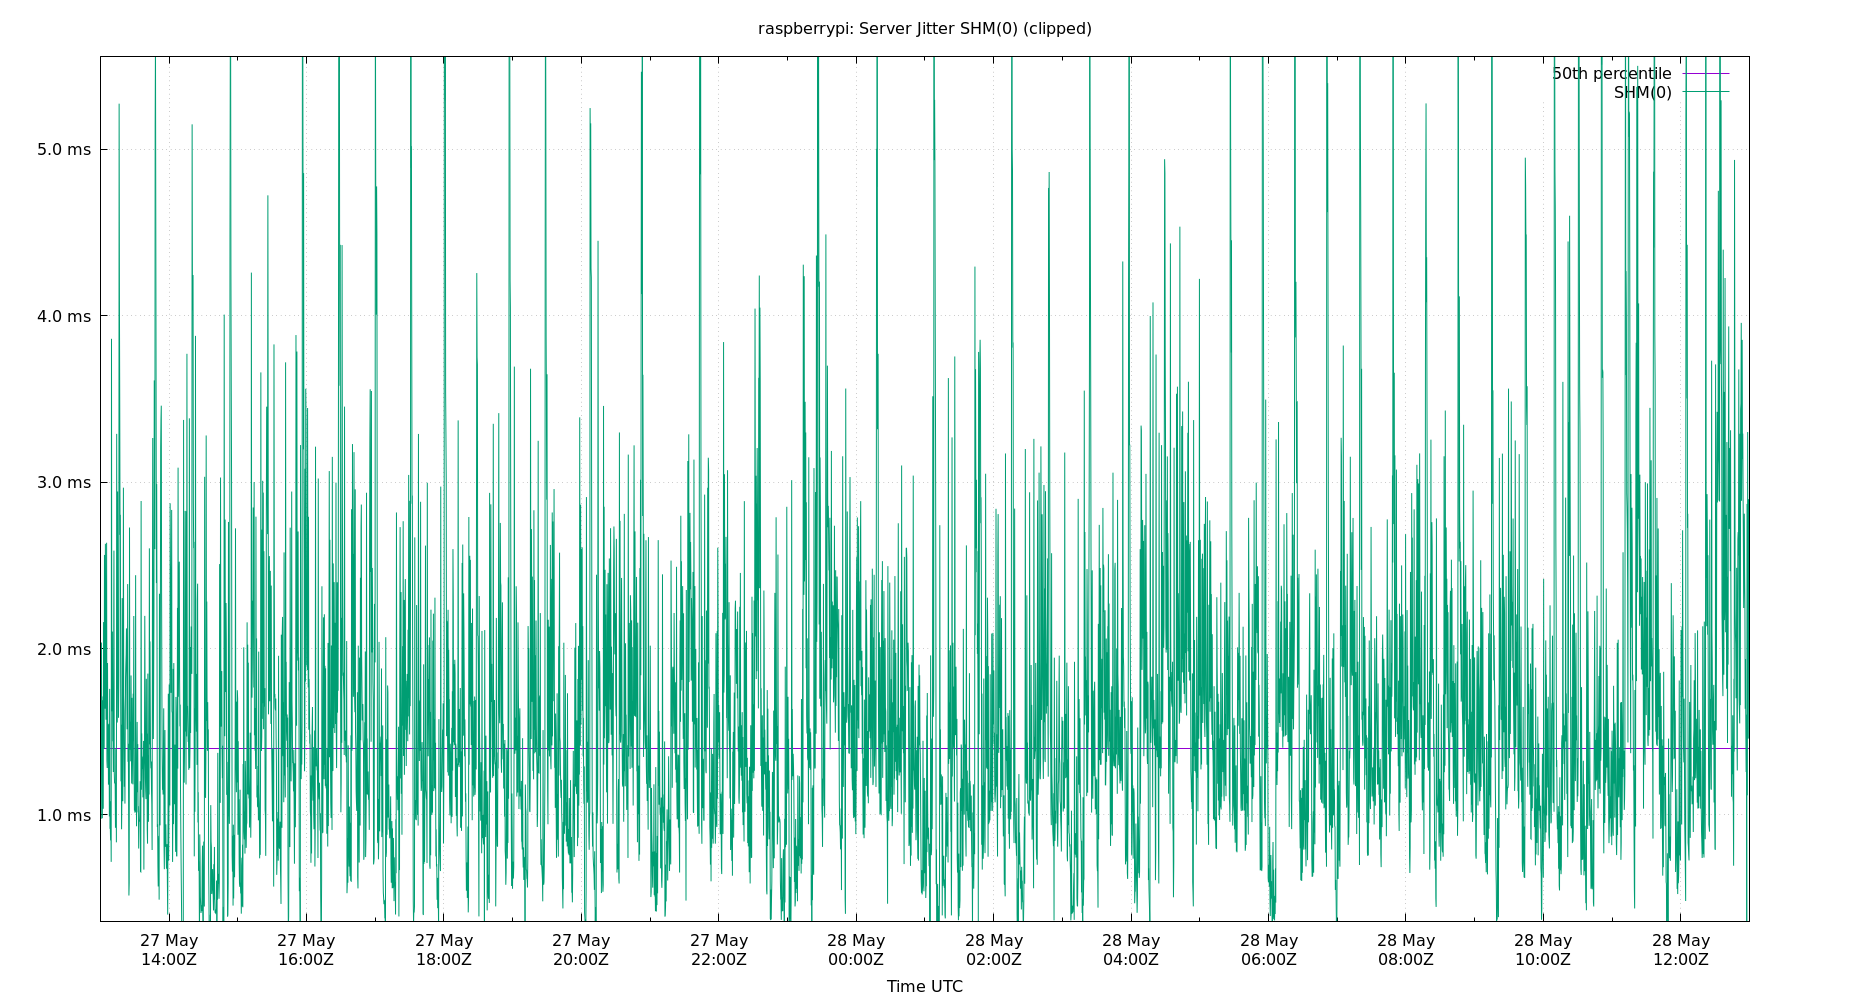 raspberrypi: Server Jitter SHM(0) (clipped)
50th percentile
SHM(0)
5.0 ms
4.0 ms
3.0 ms
2.0 ms
1.0 ms
27 May 27 May 27 May 27 May 27 May 28 May 28 May 28 May 28 May 28 May 28 May 28 May
14:00Z 16:00Z 18:00Z 20:00Z 22:00Z 00:00Z 02:00Z 04:00Z 06:00Z 08:00Z 10:00Z 12:00Z
Time UTC